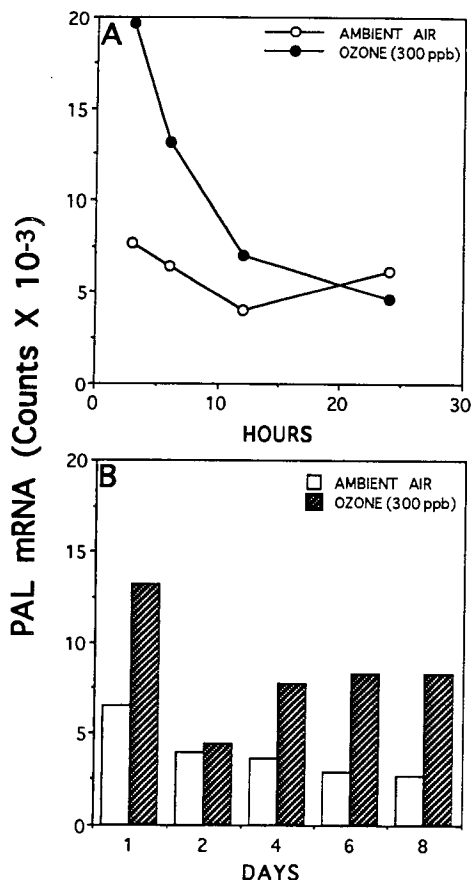 PAL mRNA (Counts X 10-3)
A
AMBIENT AIR
OZONE (300 ppb)
20
15
10
5
0
0 10 20 30
HOURS
B
AMBIENT AIR
OZONE (300 ppb)
20
15
10
5
0
1 2 4 6 8
DAYS